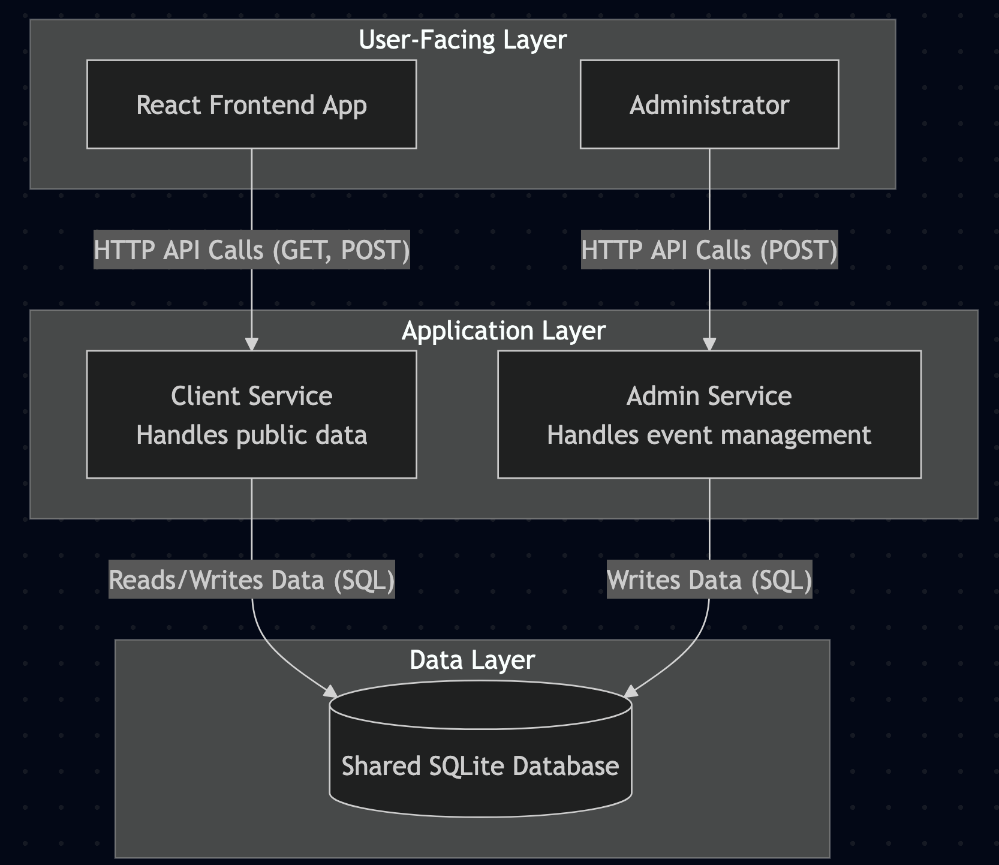 User-Facing Layer
React Frontend App
Administrator
HTTP API Calls (GET, POST)
HTTP API Calls (POST)
Application Layer
Client Service
Handles public data
Admin Service
Handles event management
Reads/Writes Data (SQL)
Writes Data (SQL)
Data Layer
Shared SQLite Database